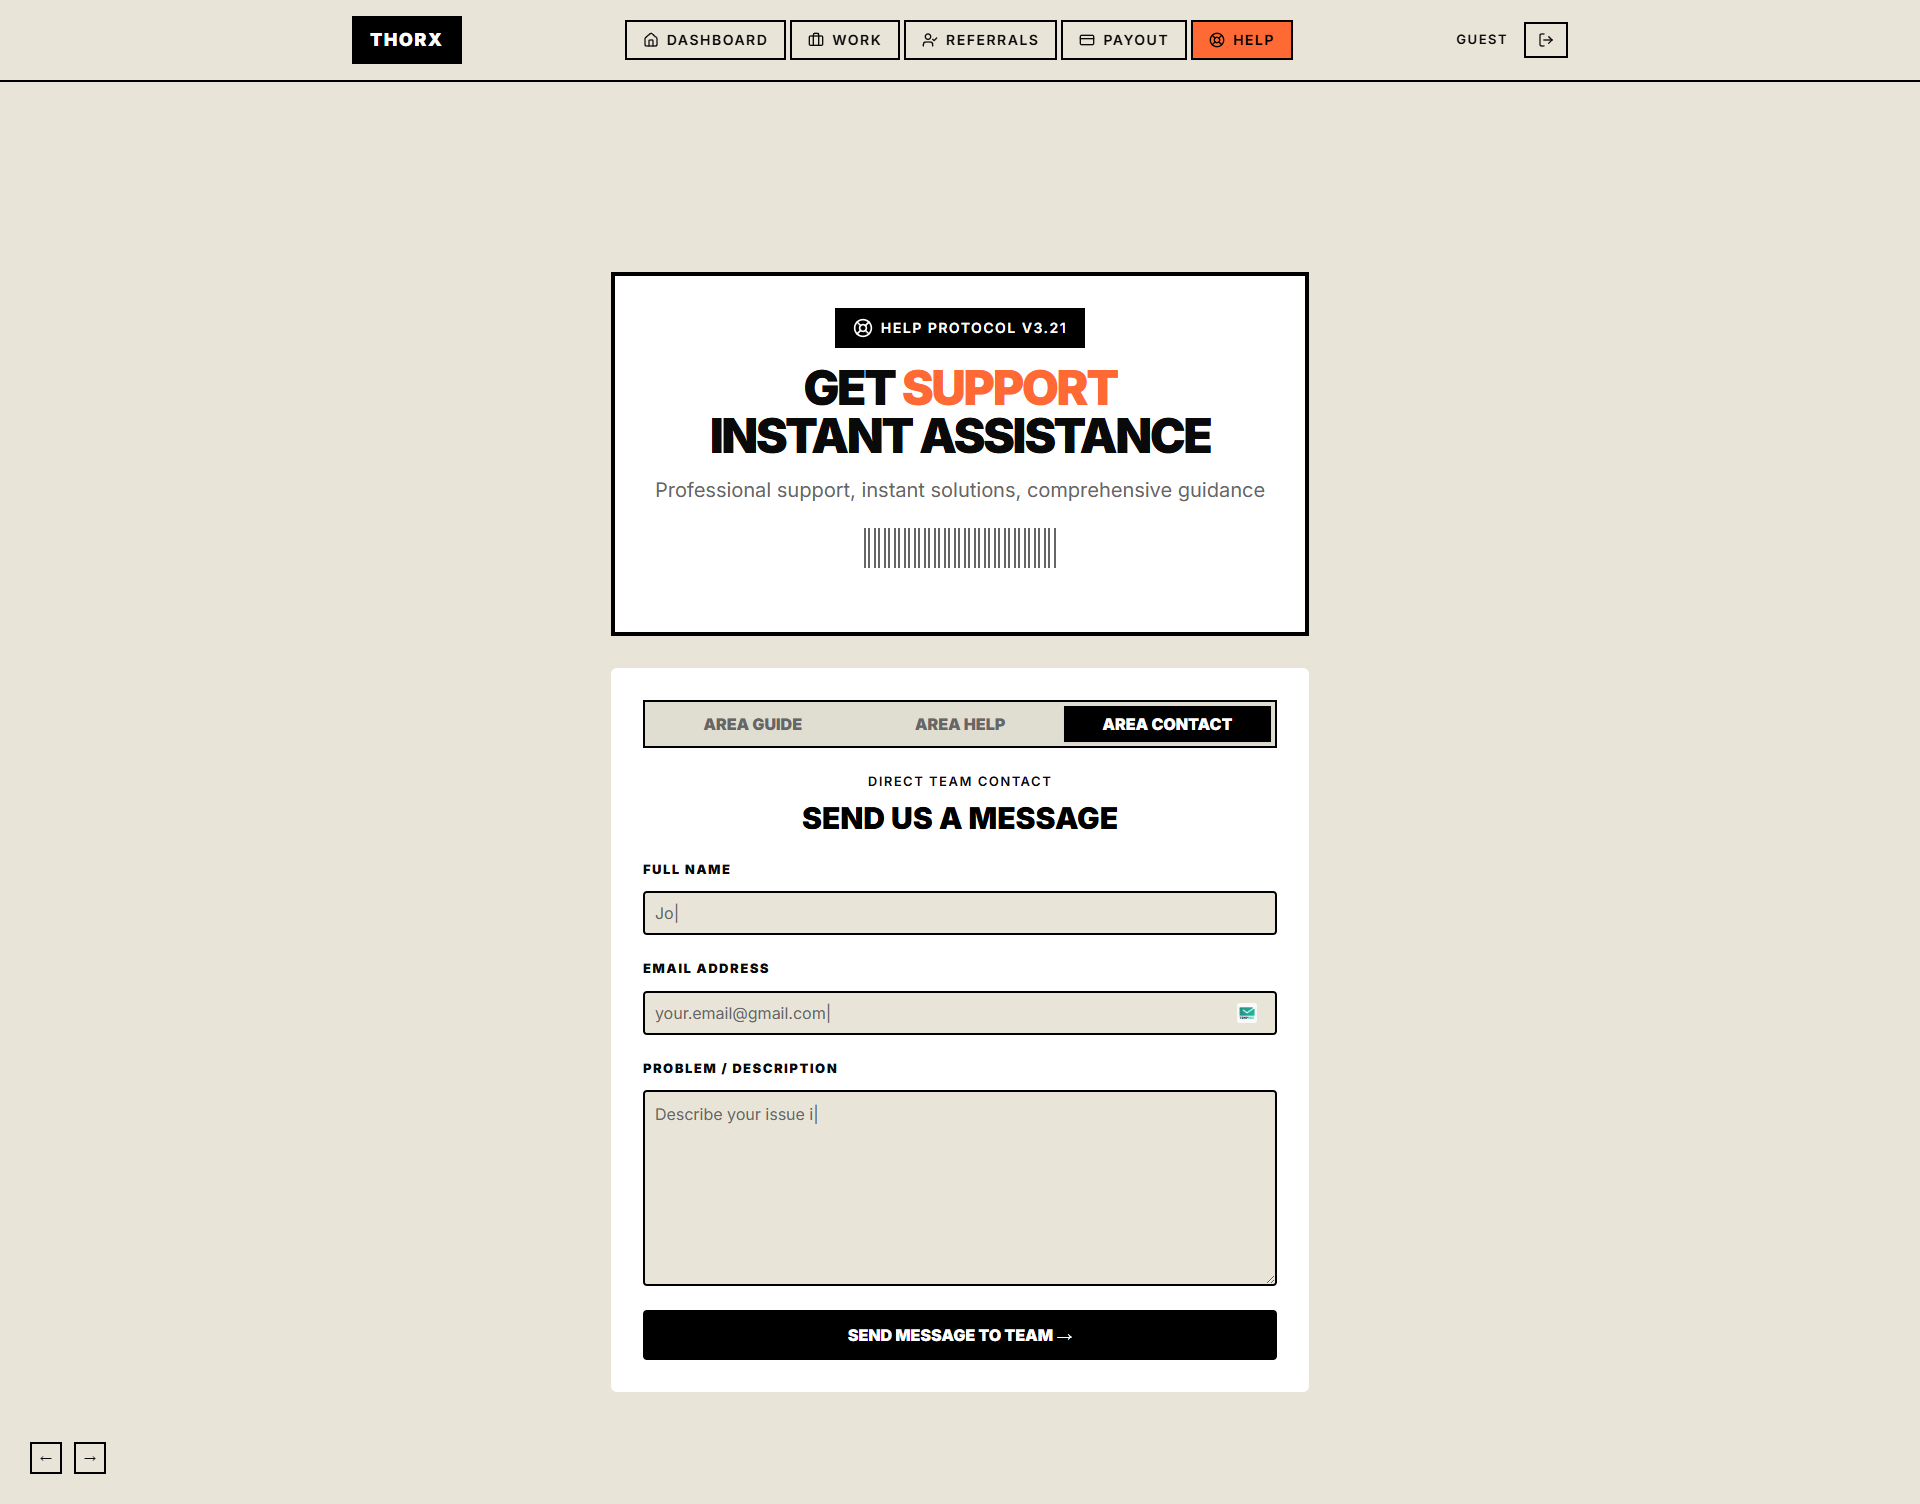 THORX
DASHBOARD
WORK
REFERRALS
PAYOUT
HELP
GUEST
HELP PROTOCOL V3.21
GET SUPPORT
INSTANT ASSISTANCE
Professional support, instant solutions, comprehensive guidance
AREA GUIDE
AREA HELP
AREA CONTACT
DIRECT TEAM CONTACT
SEND US A MESSAGE
FULL NAME
Jo|
EMAIL ADDRESS
your.email@gmail.com|
PROBLEM / DESCRIPTION
Describe your issue i|
SEND MESSAGE TO TEAM →
← →